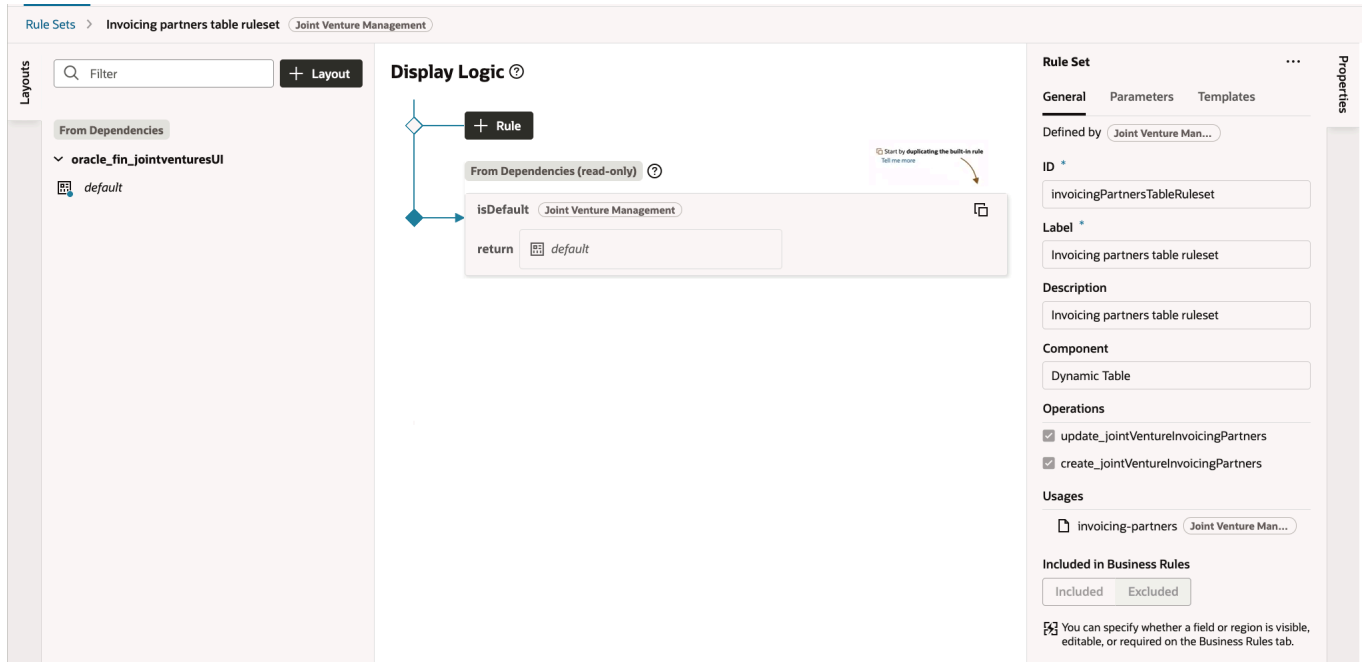 Rule Sets > Invoicing partners table ruleset Joint Venture Management
Layouts
Filter
+ Layout
From Dependencies
oracle_fin_jointventuresUI
default
Display Logic
+ Rule
From Dependencies (read-only)
Start by duplicating the built-in rule
Tell me more
isDefault Joint Venture Management
return default
Rule Set
General Parameters Templates
Defined by Joint Venture Man...
ID *
invoicingPartnersTableRuleset
Label *
Invoicing partners table ruleset
Description
Invoicing partners table ruleset
Component
Dynamic Table
Operations
update_jointVentureInvoicingPartners
create_jointVentureInvoicingPartners
Usages
invoicing-partners Joint Venture Man...
Included in Business Rules
Included Excluded
You can specify whether a field or region is visible,
editable, or required on the Business Rules tab.
Properties